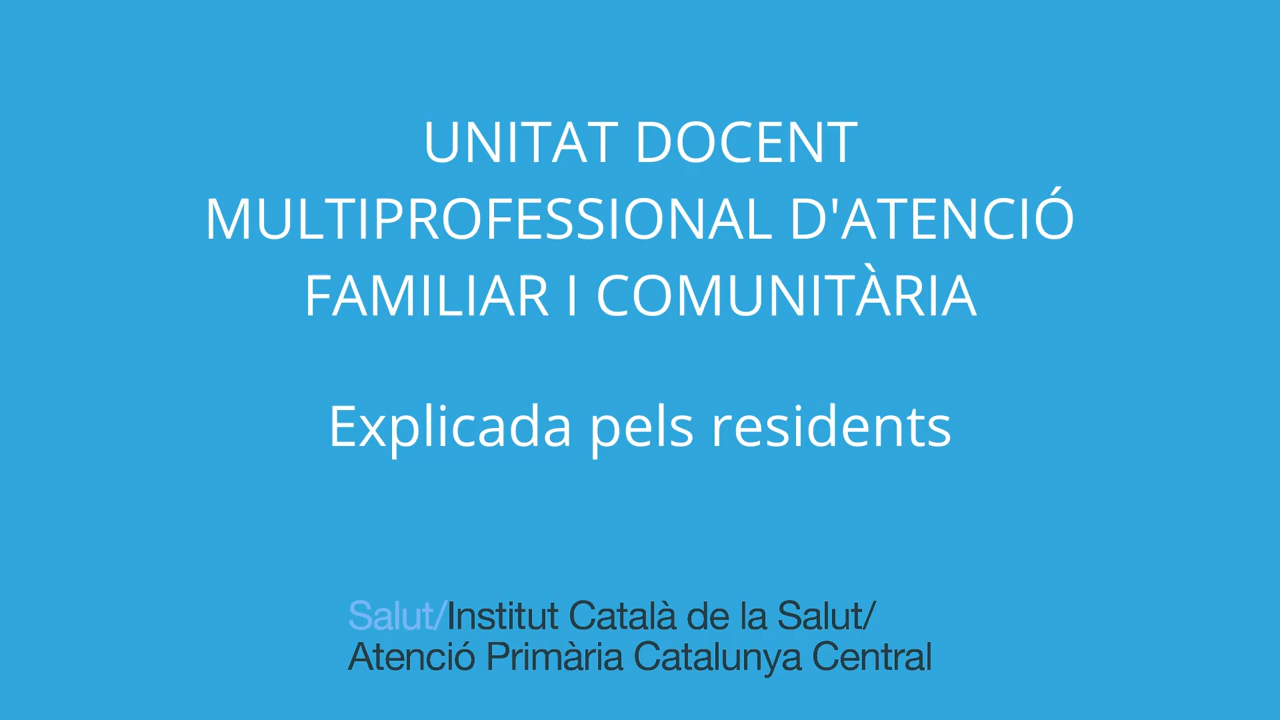 UNITAT DOCENT
MULTIPROFESSIONAL D'ATENCIÓ
FAMILIAR I COMUNITÀRIA
Explicada pels residents
Salut/Institut Català de la Salut/
Atenció Primària Catalunya Central